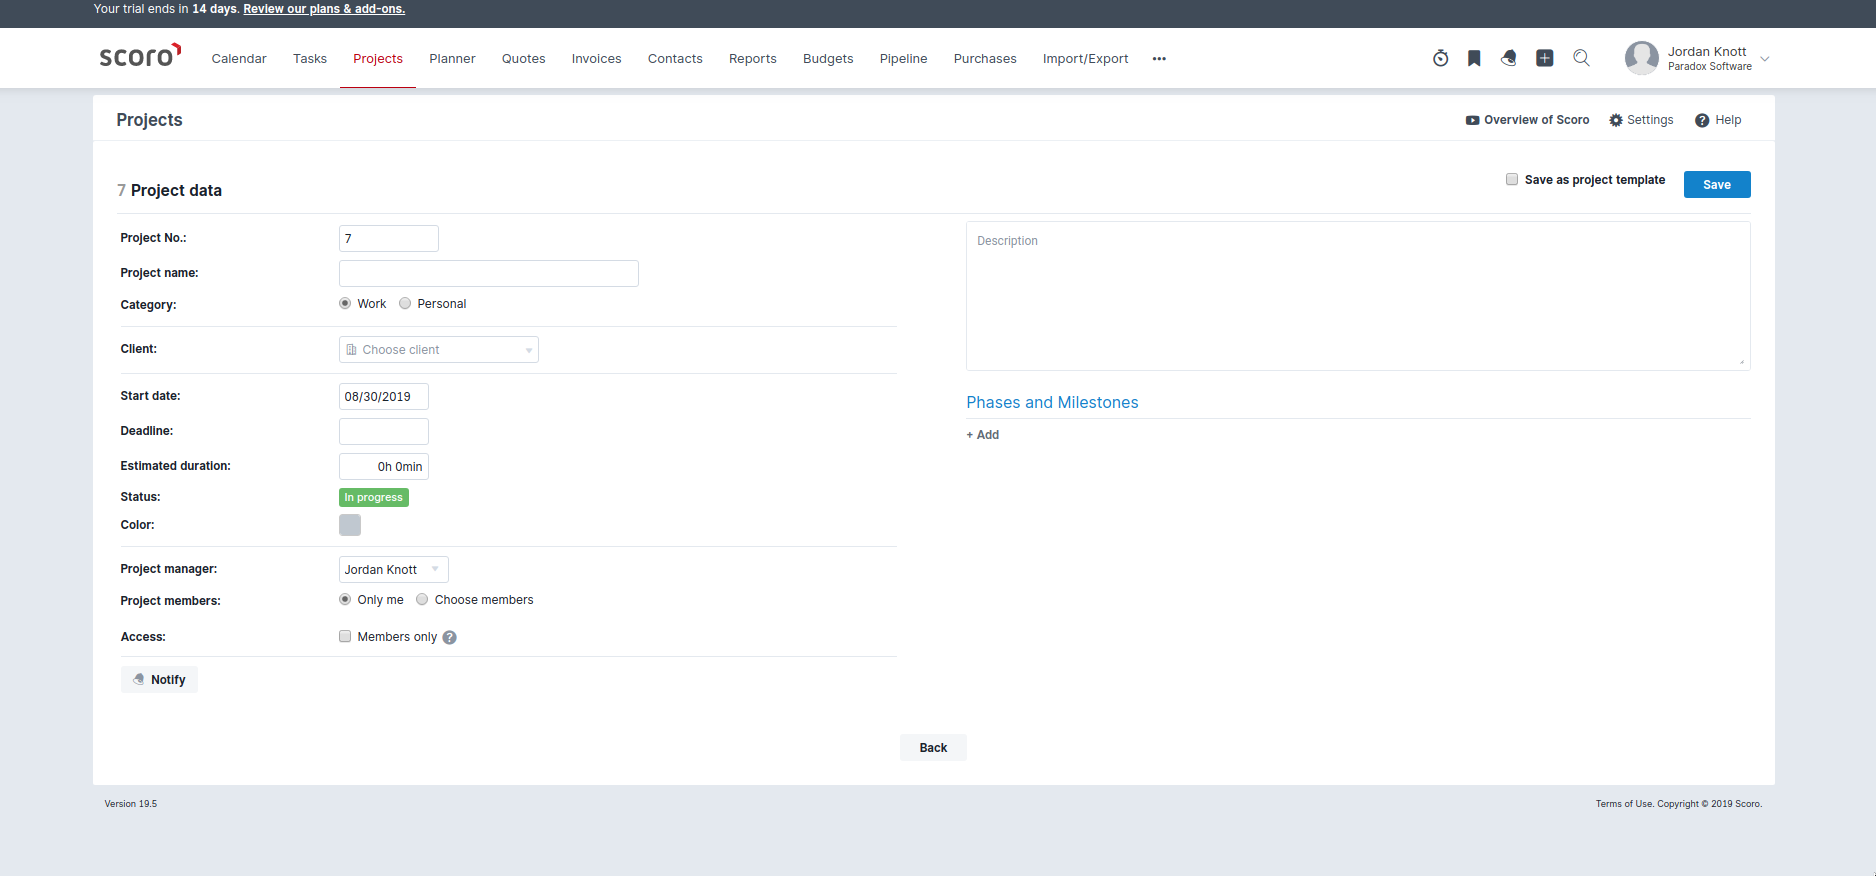 Your trial ends in 14 days. Review our plans & add-ons.
scoro Calendar Tasks Projects Planner Quotes Invoices Contacts Reports Budgets Pipeline Purchases Import/Export ••• Jordan Knott
Paradox Software
Projects Overview of Scoro Settings ? Help
7 Project data Save as project template Save
Project No.: 7
Project name:
Category: Work Personal
Client: Choose client
Start date: 08/30/2019
Deadline:
Estimated duration: 0h 0min
Status: In progress
Color:
Project manager: Jordan Knott
Project members: Only me Choose members
Access: Members only ?
Notify
Description
Phases and Milestones
+ Add
Back
Version 19.5 Terms of Use. Copyright © 2019 Scoro.